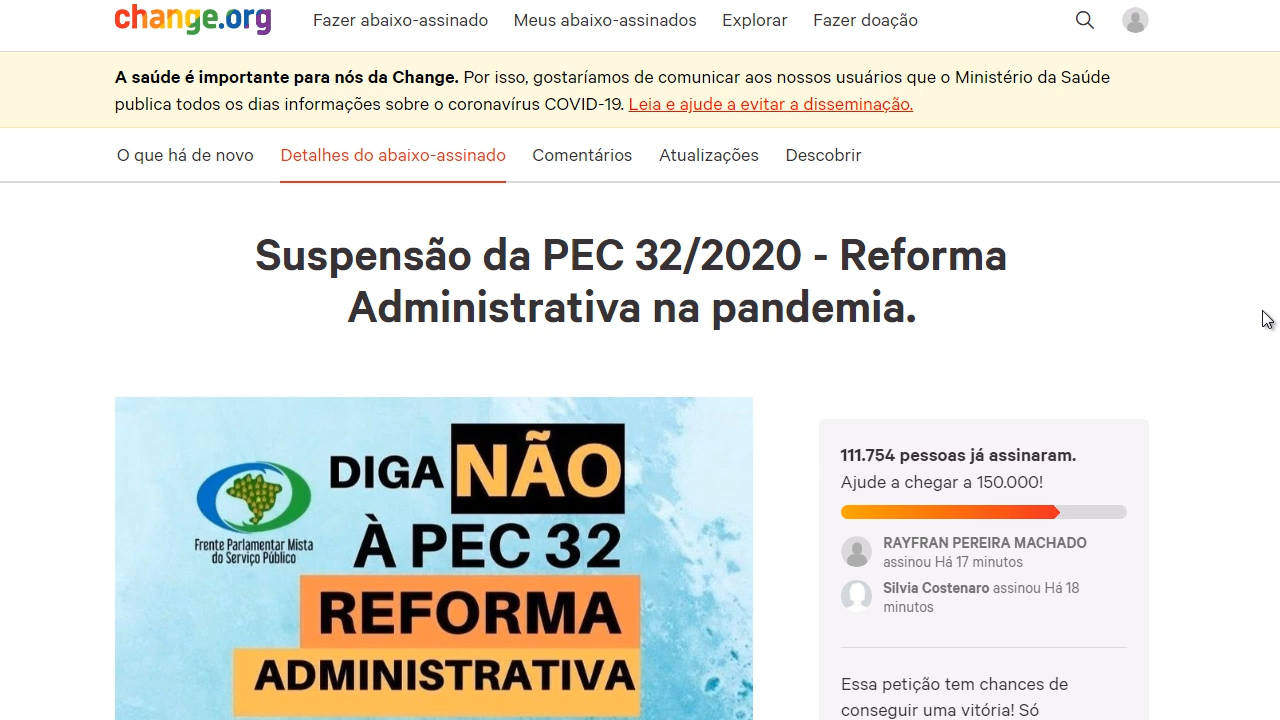 change.org
Fazer abaixo-assinado Meus abaixo-assinados Explorar Fazer doação
A saúde é importante para nós da Change. Por isso, gostaríamos de comunicar aos nossos usuários que o Ministério da Saúde
publica todos os dias informações sobre o coronavírus COVID-19. Leia e ajude a evitar a disseminação.
O que há de novo Detalhes do abaixo-assinado Comentários Atualizações Descobrir
Suspensão da PEC 32/2020 - Reforma
Administrativa na pandemia.
Frente Parlamentar Mista
do Serviço Público
DIGA NÃO
À PEC 32
REFORMA
ADMINISTRATIVA
111.754 pessoas já assinaram.
Ajude a chegar a 150.000!
RAYFRAN PEREIRA MACHADO
assinou Há 17 minutos
Silvia Costenaro assinou Há 18
minutos
Essa petição tem chances de
conseguir uma vitória! Só